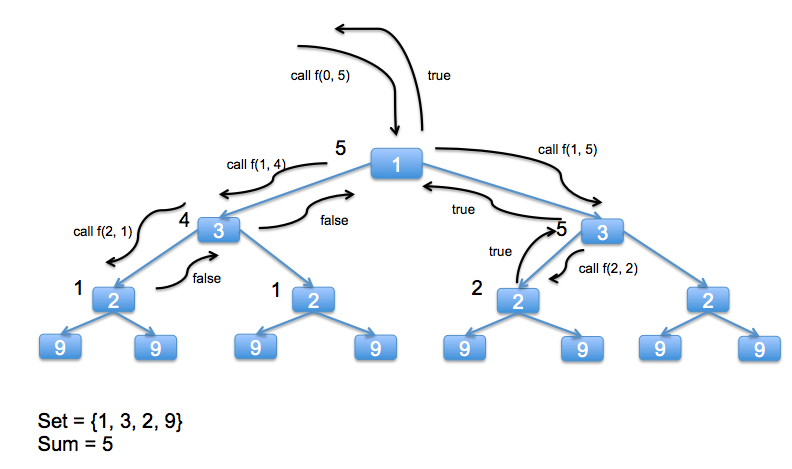 call f(0, 5)
true
5
1
call f(1, 5)
call f(1, 4)
4
3
false
true
5
3
call f(2, 1)
false
true
call f(2, 2)
1
2
1
2
2
2
2
9
9
9
9
9
9
9
9
Set = {1, 3, 2, 9}
Sum = 5